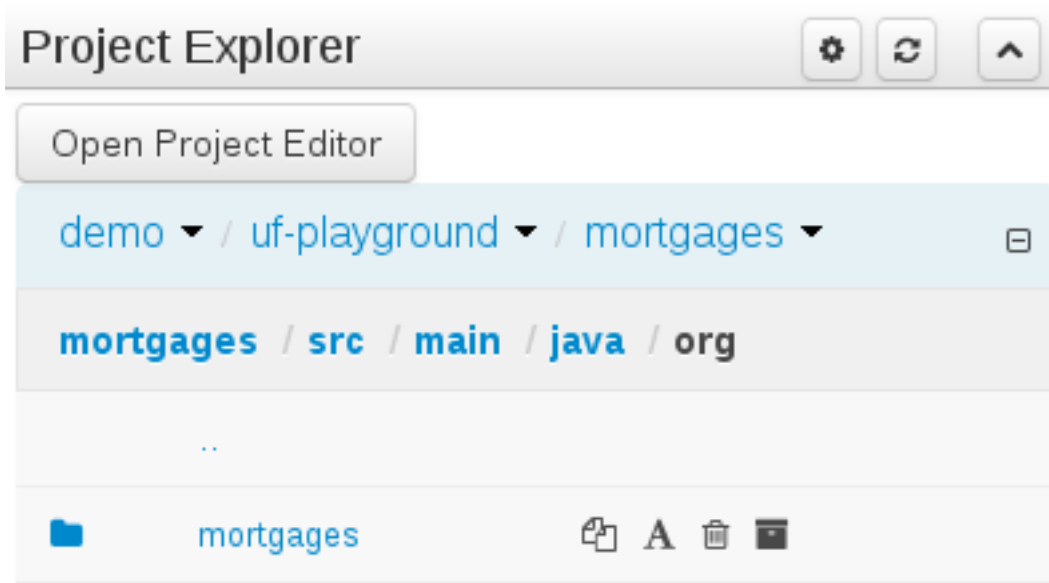 Project Explorer
Open Project Editor
demo / uf-playground / mortgages
mortgages / src / main / java / org
..
mortgages